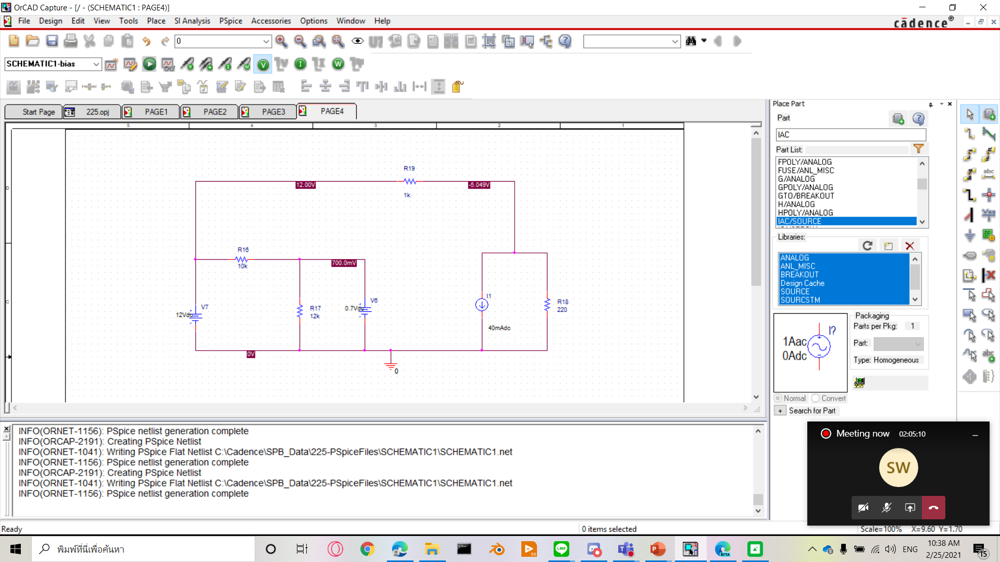 OrCAD Capture - [/ - (SCHEMATIC1 : PAGE4)]
File Design Edit View Tools Place SI Analysis PSpice Accessories Options Window Help
cādence®
0
SCHEMATIC1-bias
Start Page
225.opj
PAGE1
PAGE2
PAGE3
PAGE4
5 4 3 2 1
D
C
R19
12.00V
-5.049V
1k
R16
10k
700.0mV
V7
12Vdc
R17
12k
V6
0.7Vdc
I1
40mAdc
R18
220
0V
0
Place Part
Part
IAC
Part List:
FPOLY/ANALOG
FUSE/ANL_MISC
G/ANALOG
GPOLY/ANALOG
GTO/BREAKOUT
H/ANALOG
HPOLY/ANALOG
IAC/SOURCE
Libraries:
ANALOG
ANL_MISC
BREAKOUT
Design Cache
SOURCE
SOURCSTM
I?
1Aac
0Adc
Packaging
Parts per Pkg: 1
Part:
Type: Homogeneous
Normal Convert
+ Search for Part
INFO(ORNET-1156): PSpice netlist generation complete
INFO(ORCAP-2191): Creating PSpice Netlist
INFO(ORNET-1041): Writing PSpice Flat Netlist C:\Cadence\SPB_Data\225-PSpiceFiles\SCHEMATIC1\SCHEMATIC1.net
INFO(ORNET-1156): PSpice netlist generation complete
INFO(ORCAP-2191): Creating PSpice Netlist
INFO(ORNET-1041): Writing PSpice Flat Netlist C:\Cadence\SPB_Data\225-PSpiceFiles\SCHEMATIC1\SCHEMATIC1.net
INFO(ORNET-1156): PSpice netlist generation complete
Meeting now 02:05:10
SW
Ready
0 items selected
Scale=100% X=9.60 Y=1.70
พิมพ์ที่นี่เพื่อค้นหา
ENG
10:38 AM
2/25/2021
15